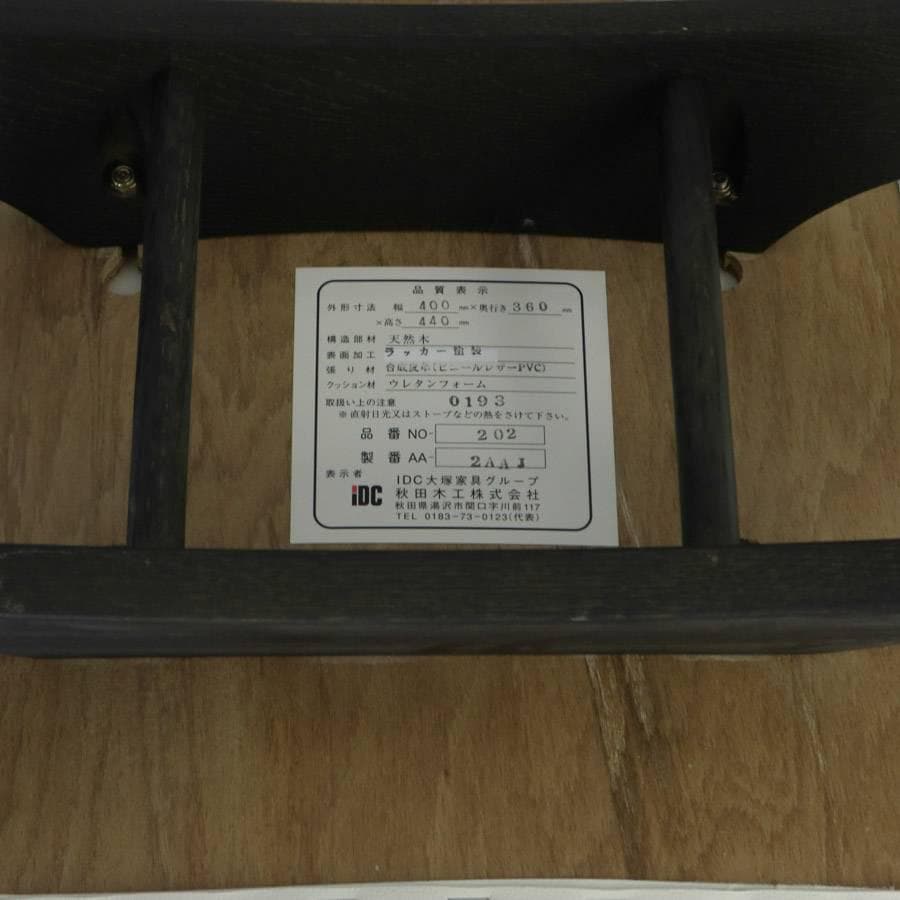 品質表示
外形寸法 幅 400 mm×奥行き 360 mm
×高さ 440 mm
構造部材 天然木
表面加工 ラッカー塗装
張り材 合成皮革(ビニールレザーPVC)
クッション材 ウレタンフォーム
取扱い上の注意 0193
※直射日光又はストーブなどの熱をさけて下さい。
品番 NO- 202
製番 AA- 2AAJ
表示者
iDC
IDC大塚家具グループ
秋田木工株式会社
秋田県湯沢市関口字川前117
TEL 0183-73-0123(代表)